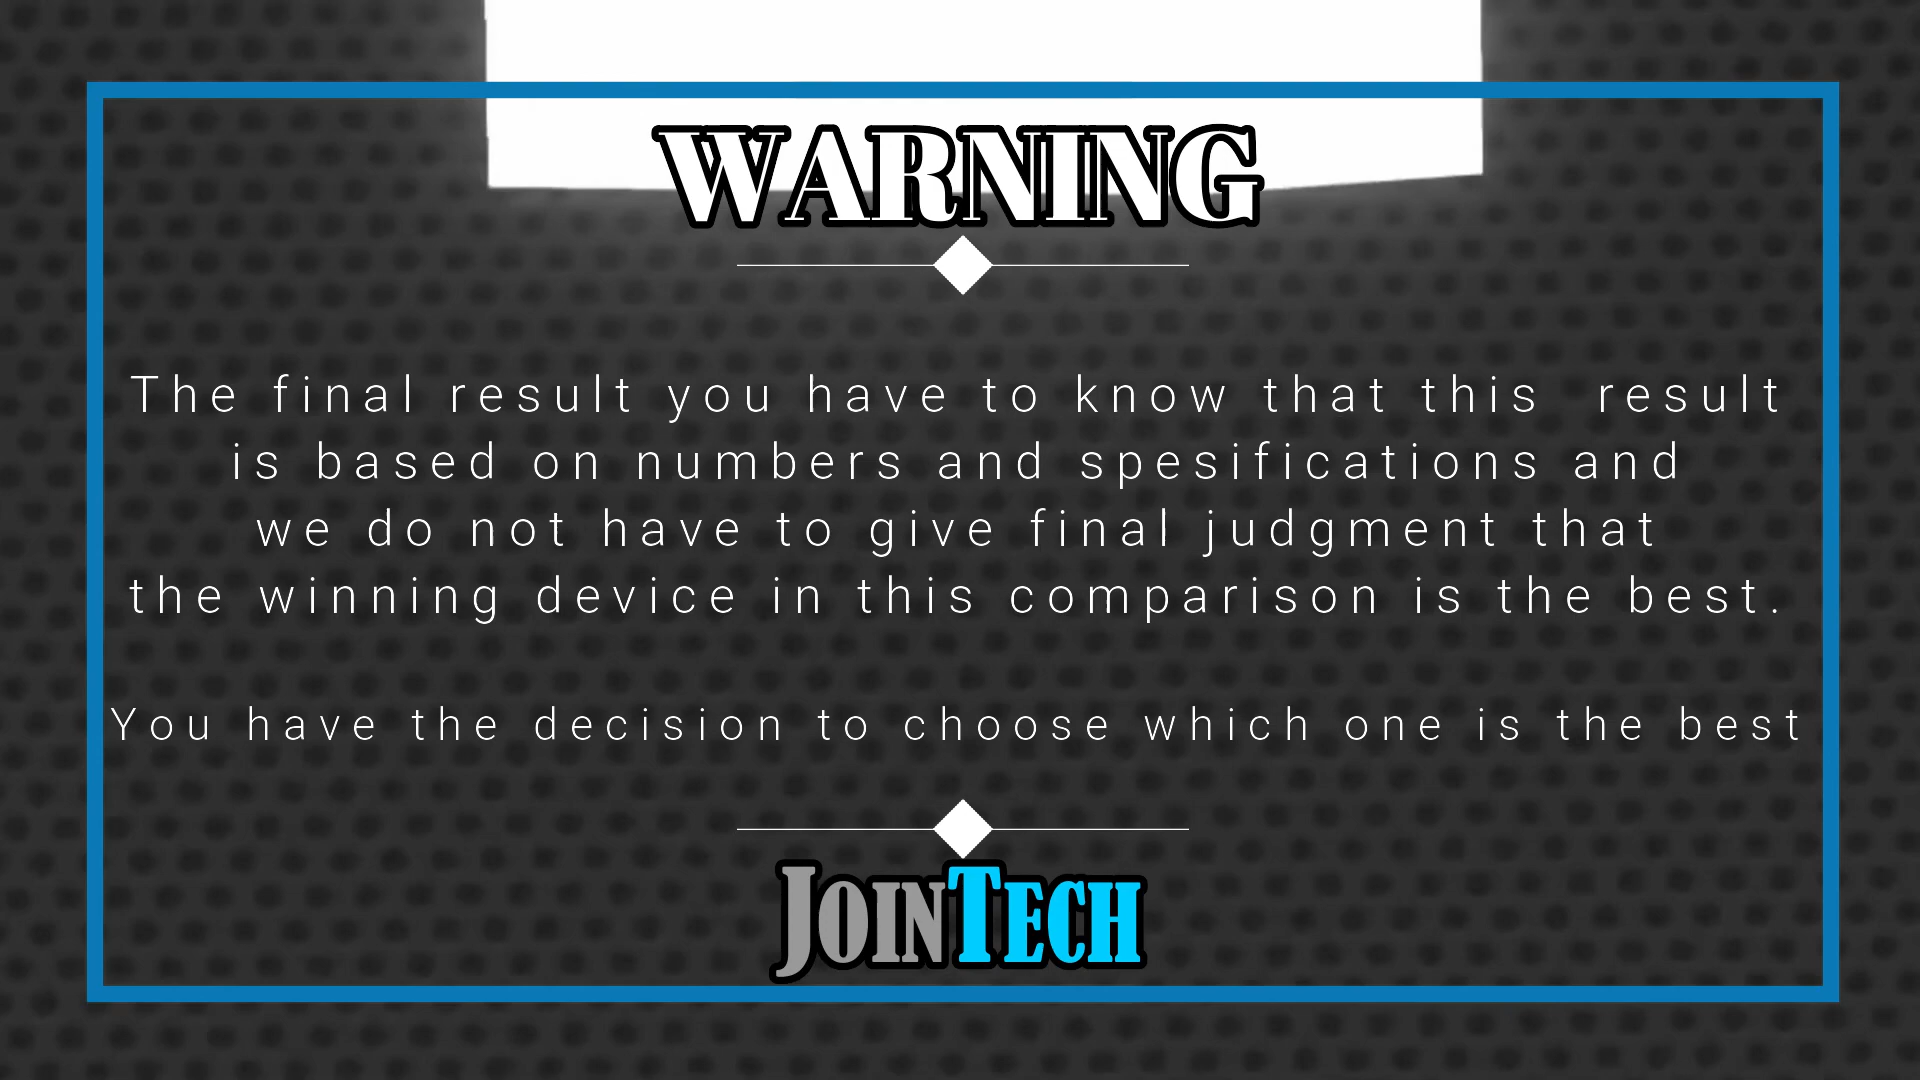 WARNING
The final result you have to know that this result
is based on numbers and spesifications and
we do not have to give final judgment that
the winning device in this comparison is the best.
You have the decision to choose which one is the best
JOINTECH